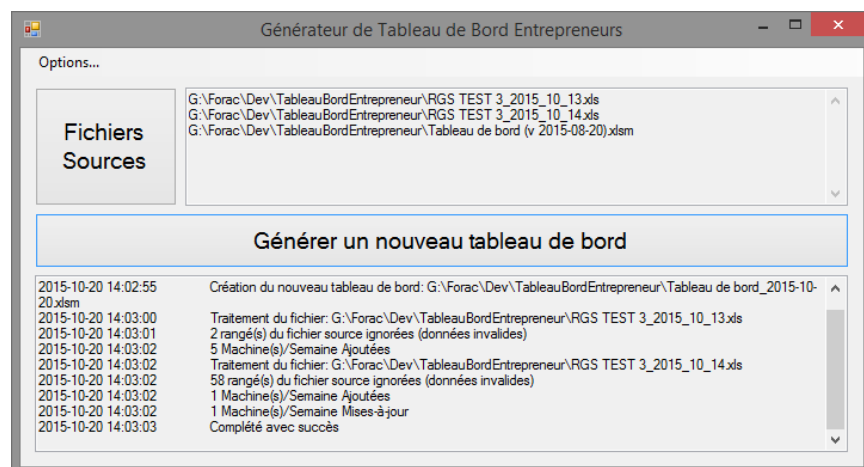 Générateur de Tableau de Bord Entrepreneurs
Options...
Fichiers
Sources
G:\Forac\Dev\TableauBordEntrepreneur\RGS TEST 3_2015_10_13.xls
G:\Forac\Dev\TableauBordEntrepreneur\RGS TEST 3_2015_10_14.xls
G:\Forac\Dev\TableauBordEntrepreneur\Tableau de bord (v 2015-08-20).xlsm
Générer un nouveau tableau de bord
2015-10-20 14:02:55 Création du nouveau tableau de bord: G:\Forac\Dev\TableauBordEntrepreneur\Tableau de bord_2015-10-
20.xlsm
2015-10-20 14:03:00 Traitement du fichier: G:\Forac\Dev\TableauBordEntrepreneur\RGS TEST 3_2015_10_13.xls
2015-10-20 14:03:01 2 rangé(s) du fichier source ignorées (données invalides)
2015-10-20 14:03:02 5 Machine(s)/Semaine Ajoutées
2015-10-20 14:03:02 Traitement du fichier: G:\Forac\Dev\TableauBordEntrepreneur\RGS TEST 3_2015_10_14.xls
2015-10-20 14:03:02 58 rangé(s) du fichier source ignorées (données invalides)
2015-10-20 14:03:02 1 Machine(s)/Semaine Ajoutées
2015-10-20 14:03:02 1 Machine(s)/Semaine Mises-à-jour
2015-10-20 14:03:03 Complété avec succès